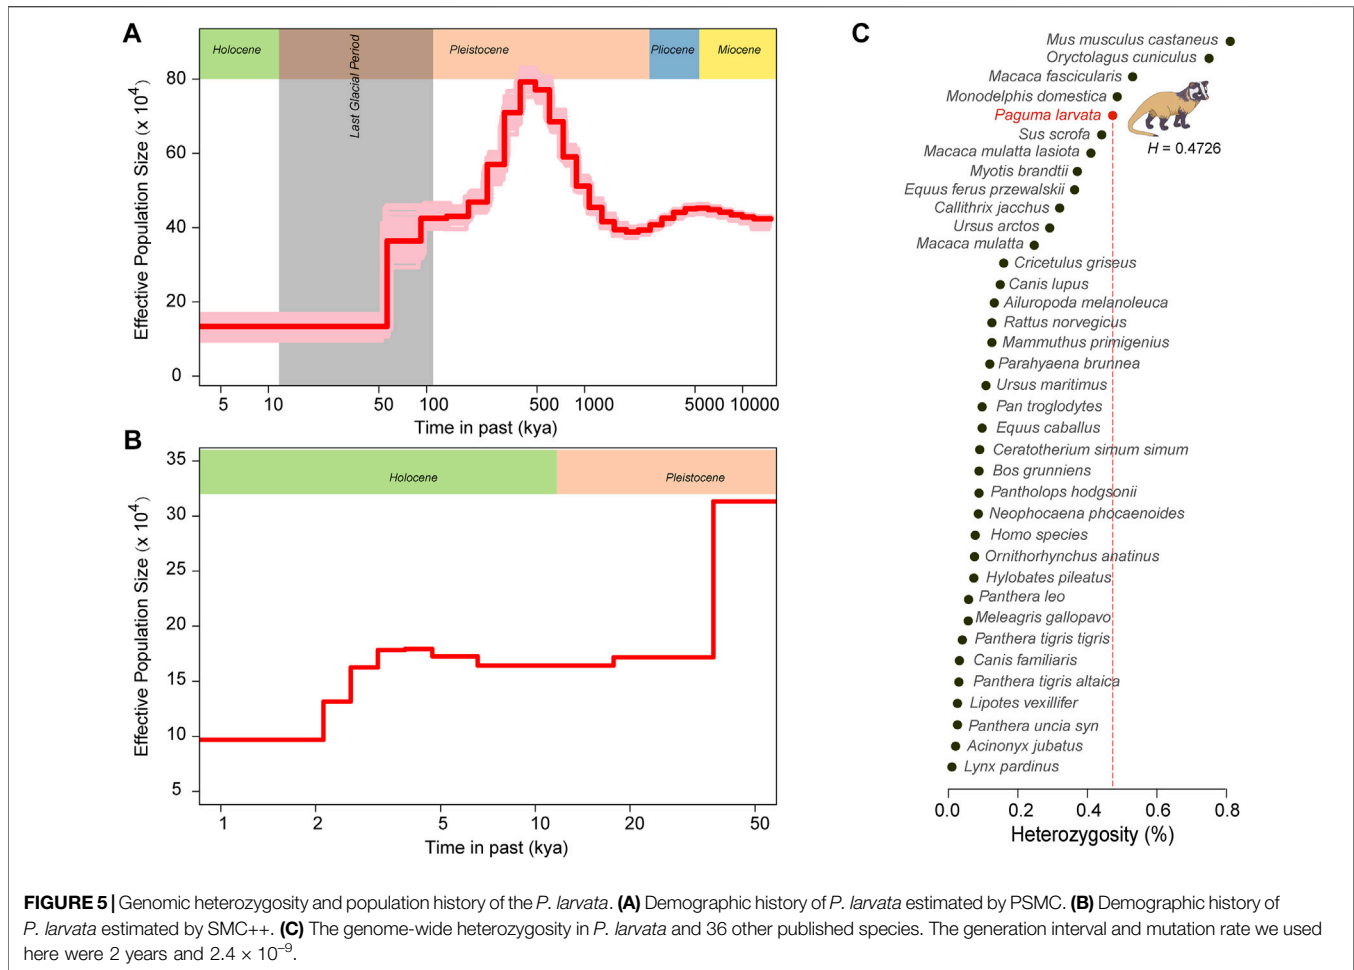 A
Holocene
Last Glacial Period
Pleistocene
Pliocene
Miocene
Effective Population Size (x 10⁴)
80
60
40
20
0
5 10 50 100 500 1000 5000 10000
Time in past (kya)
B
Holocene
Pleistocene
Effective Population Size (x 10⁴)
35
30
25
20
15
10
5
1 2 5 10 20 50
Time in past (kya)
C
Mus musculus castaneus
Oryctolagus cuniculus
Macaca fascicularis
Monodelphis domestica
Paguma larvata
Sus scrofa
H = 0.4726
Macaca mulatta lasiota
Myotis brandtii
Equus ferus przewalskii
Callithrix jacchus
Ursus arctos
Macaca mulatta
Cricetulus griseus
Canis lupus
Ailuropoda melanoleuca
Rattus norvegicus
Mammuthus primigenius
Parahyaena brunnea
Ursus maritimus
Pan troglodytes
Equus caballus
Ceratotherium simum simum
Bos grunniens
Pantholops hodgsonii
Neophocaena phocaenoides
Homo species
Ornithorhynchus anatinus
Hylobates pileatus
Panthera leo
Meleagris gallopavo
Panthera tigris tigris
Canis familiaris
Panthera tigris altaica
Lipotes vexillifer
Panthera uncia syn
Acinonyx jubatus
Lynx pardinus
0.0 0.2 0.4 0.6 0.8
Heterozygosity (%)
FIGURE 5 | Genomic heterozygosity and population history of the P. larvata. (A) Demographic history of P. larvata estimated by PSMC. (B) Demographic history of
P. larvata estimated by SMC++. (C) The genome-wide heterozygosity in P. larvata and 36 other published species. The generation interval and mutation rate we used
here were 2 years and 2.4 × 10⁻⁹.